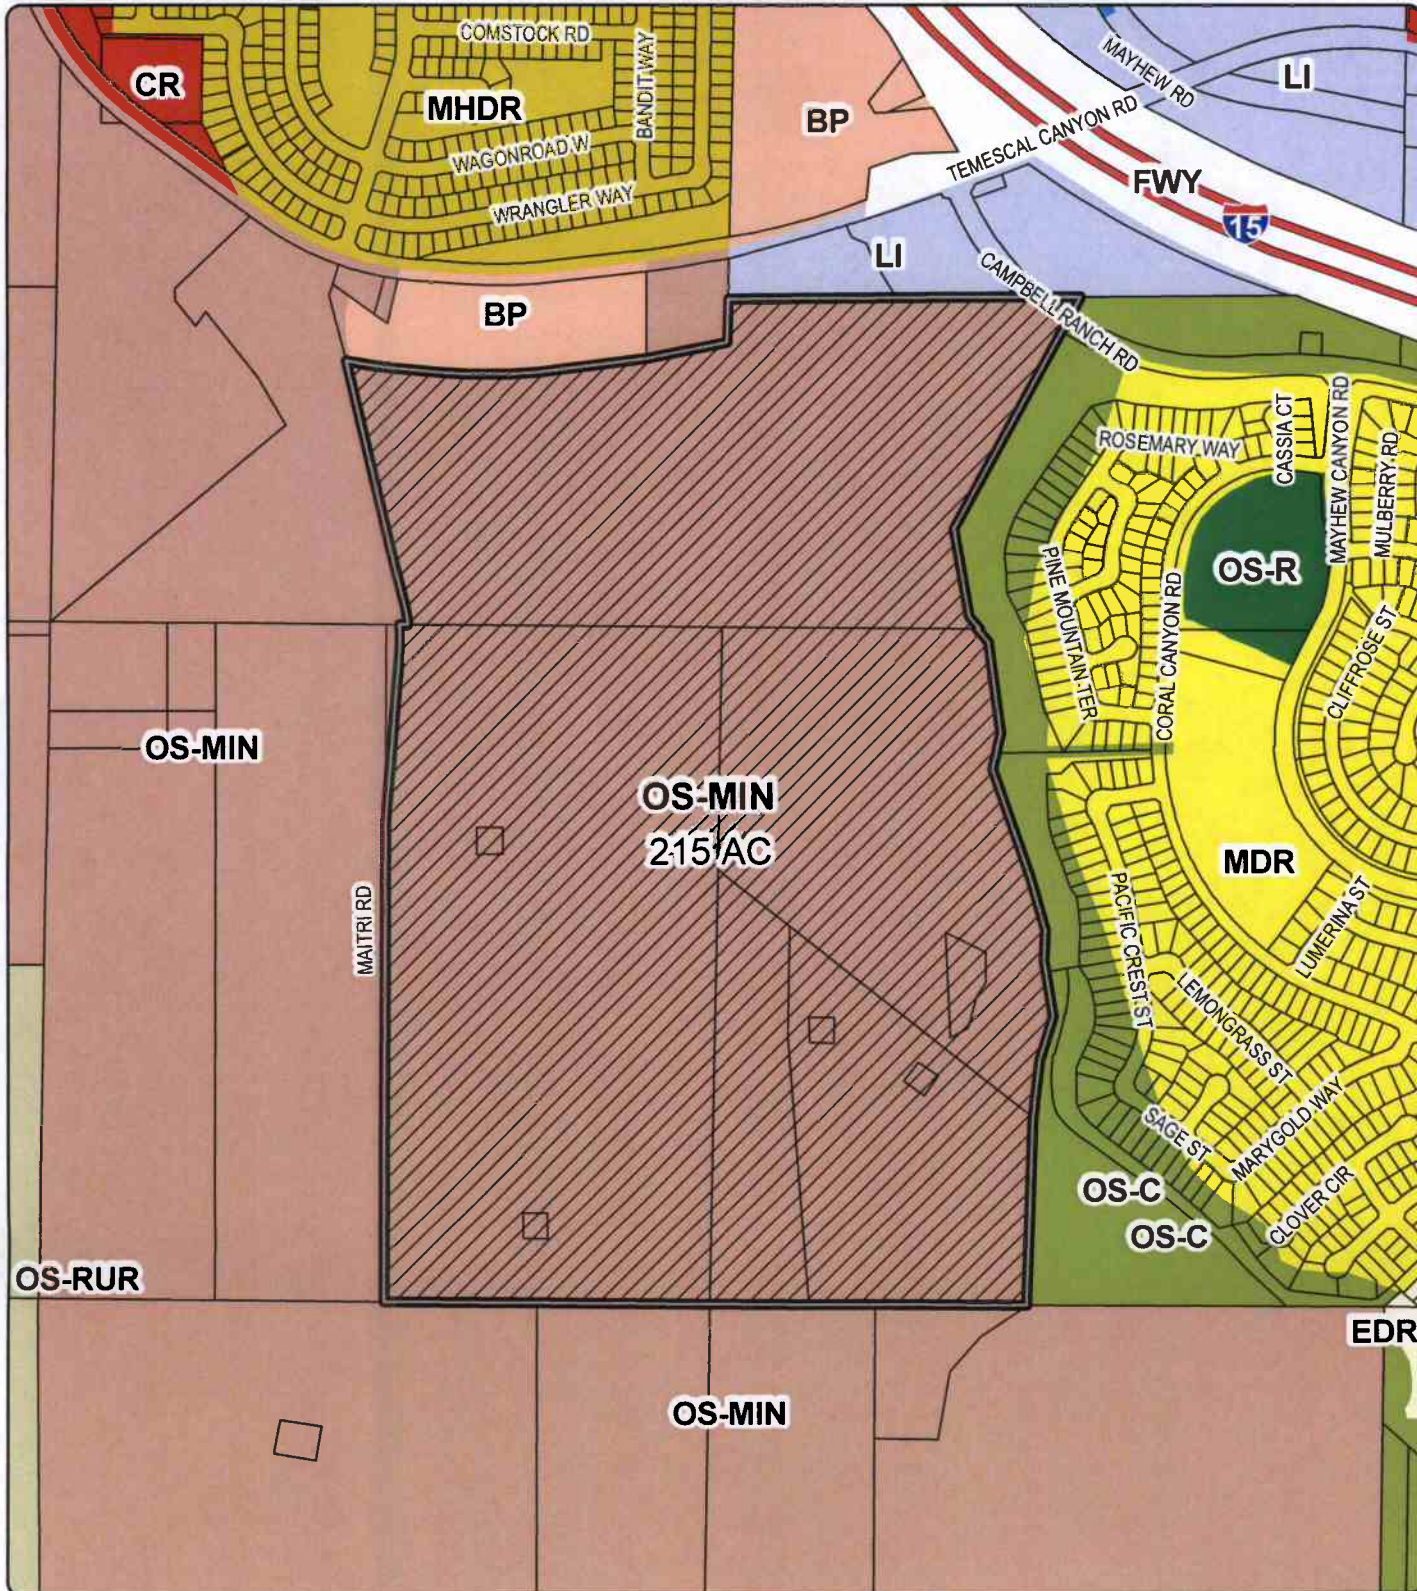 COMSTOCK RD
BANDIT WAY
MAYHEW RD
LI
CR
MHDR
BP
TEMESCAL CANYON RD
WAGONROAD W
FWY
WRANGLER WAY
15
LI
CAMPBELL RANCH RD
BP
CASSIA CT
MAYHEW CANYON RD
MULBERRY RD
ROSEMARY WAY
OS-R
PINE MOUNTAIN TER
CORAL CANYON RD
CLIFFROSE ST
OS-MIN
OS-MIN
215 AC
MDR
MAITRI RD
PACIFIC CREST ST
LUMERINA ST
LEMONGRASS ST
MARYGOLD WAY
SAGE ST
OS-C
CLOVER CIR
OS-C
OS-RUR
EDR
OS-MIN